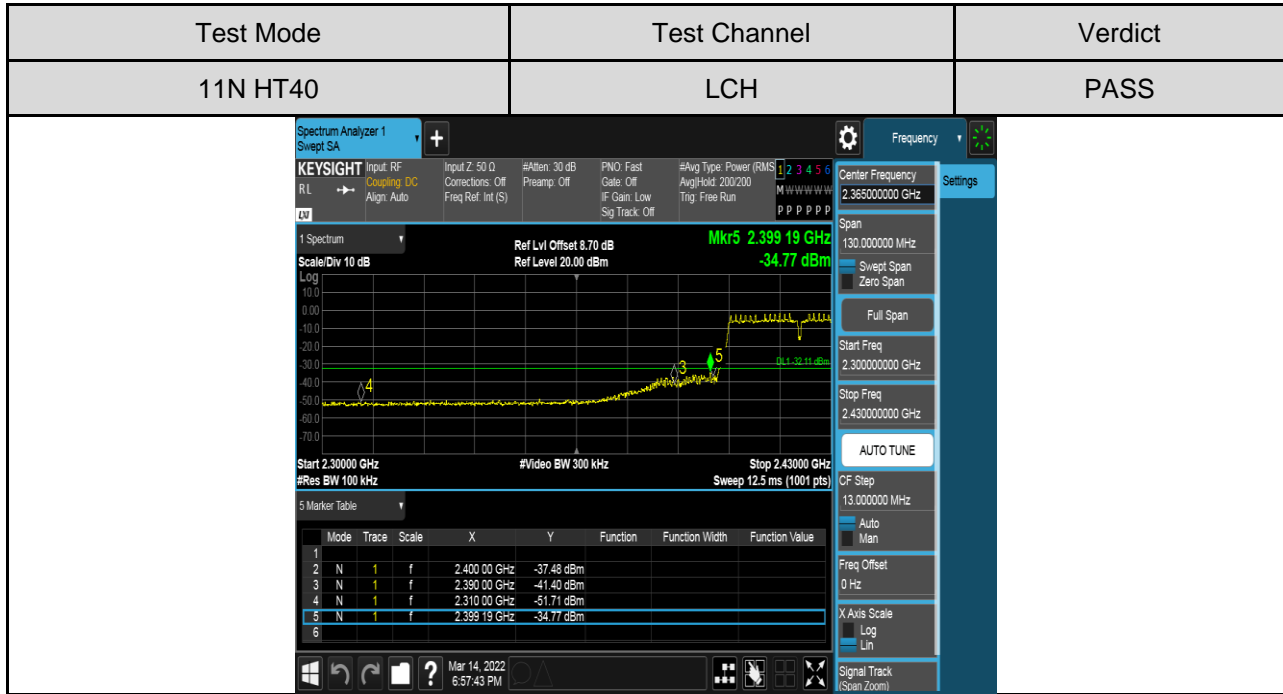 Test Mode Test Channel Verdict
11N HT40 LCH PASS
Spectrum Analyzer 1
Swept SA
+
Frequency
KEYSIGHT Input: RF Input Z: 50 Ω #Atten: 30 dB PNO: Fast #Avg Type: Power (RMS 1 2 3 4 5 6
RL Coupling: DC Corrections: Off Preamp: Off Gate: Off Avg|Hold: 200/200 M W W W W W
Align: Auto Freq Ref: Int (S) IF Gain: Low Trig: Free Run
LXI Sig Track: Off P P P P P P
1 Spectrum
Ref Lvl Offset 8.70 dB Mkr5 2.399 19 GHz
Scale/Div 10 dB Ref Level 20.00 dBm -34.77 dBm
Log
10.0
0.00
-10.0
-20.0
-30.0
-40.0
-50.0
-60.0
-70.0
DL1 -32.11 dBm
4
3
5
Start 2.30000 GHz #Video BW 300 kHz Stop 2.43000 GHz
#Res BW 100 kHz Sweep 12.5 ms (1001 pts)
5 Marker Table
Mode Trace Scale X Y Function Function Width Function Value
1
2 N 1 f 2.400 00 GHz -37.48 dBm
3 N 1 f 2.390 00 GHz -41.40 dBm
4 N 1 f 2.310 00 GHz -51.71 dBm
5 N 1 f 2.399 19 GHz -34.77 dBm
6
?
Mar 14, 2022
6:57:43 PM
Center Frequency
2.365000000 GHz
Settings
Span
130.000000 MHz
Swept Span
Zero Span
Full Span
Start Freq
2.300000000 GHz
Stop Freq
2.430000000 GHz
AUTO TUNE
CF Step
13.000000 MHz
Auto
Man
Freq Offset
0 Hz
X Axis Scale
Log
Lin
Signal Track
(Span Zoom)